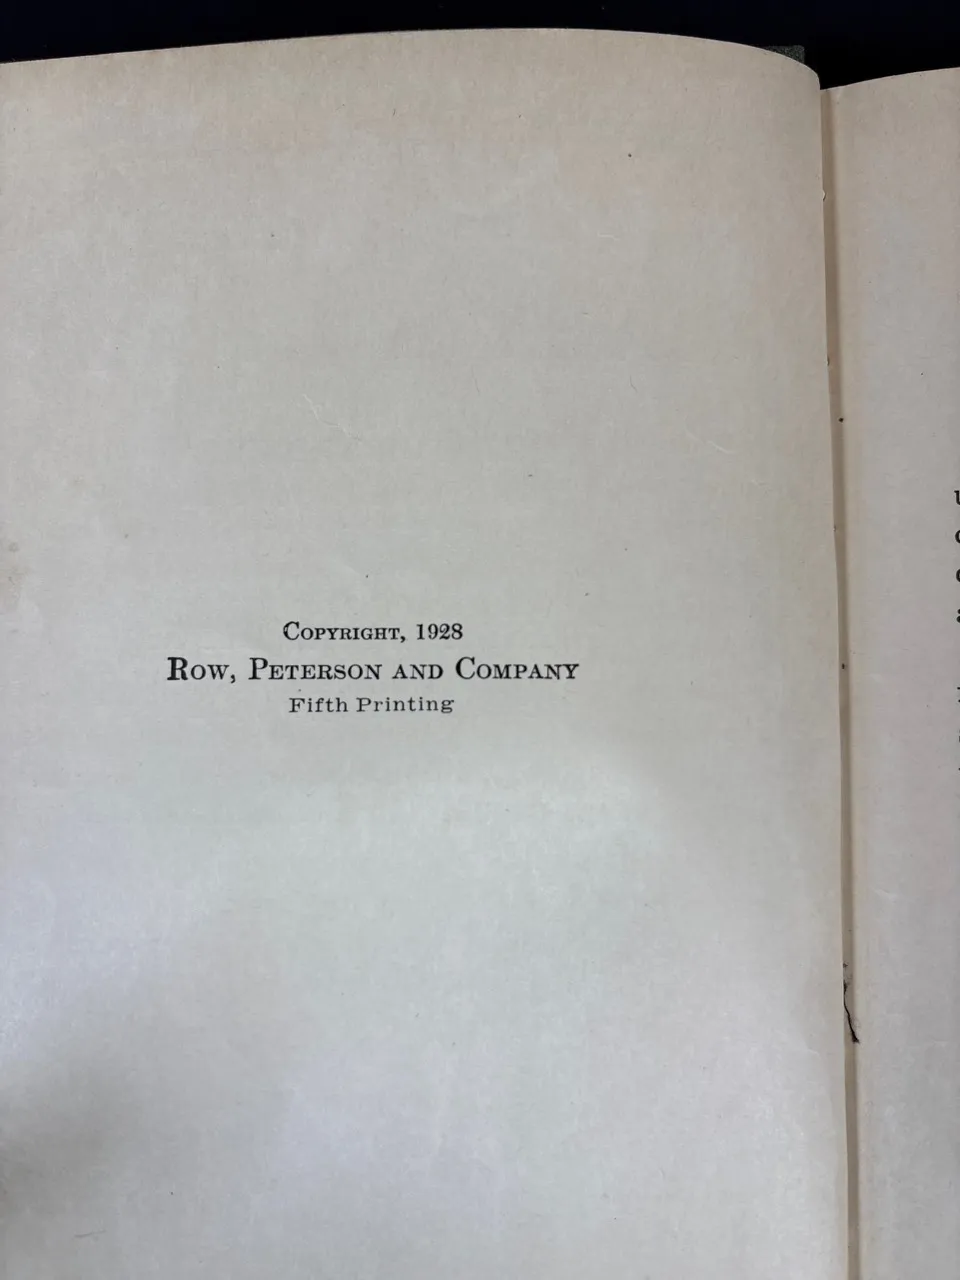 Copyright, 1928
Row, Peterson and Company
Fifth Printing